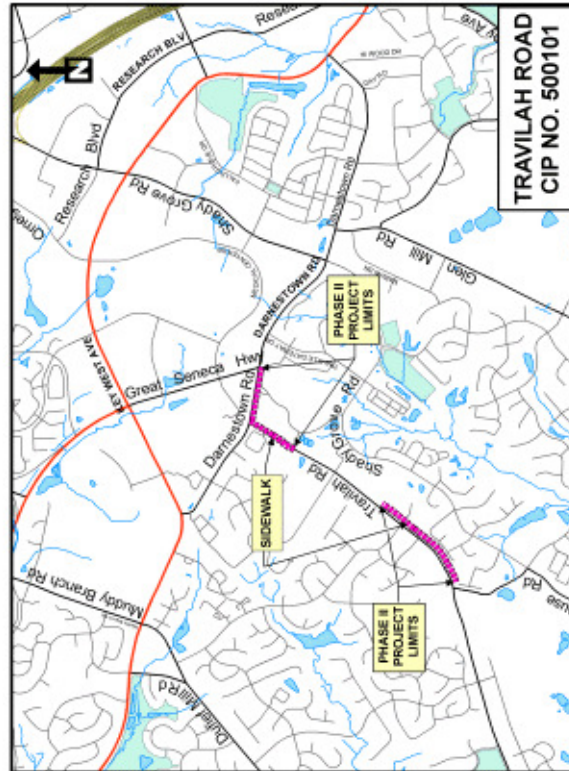 TRAVILAH ROAD
CIP NO. 500101
N
RESEARCH BLV
Research Blvd
Shady Grove Rd
KEY WEST AVE
Great Seneca Hwy
DARNESTOWN RD
Darnestown Rd
PHASE II
PROJECT
LIMITS
SIDEWALK
Muddy Branch Rd
Travilah Rd
Shady Grove Rd
Glen Mill Rd
PHASE II
PROJECT
LIMITS
Dufief Mill Rd
use Rd